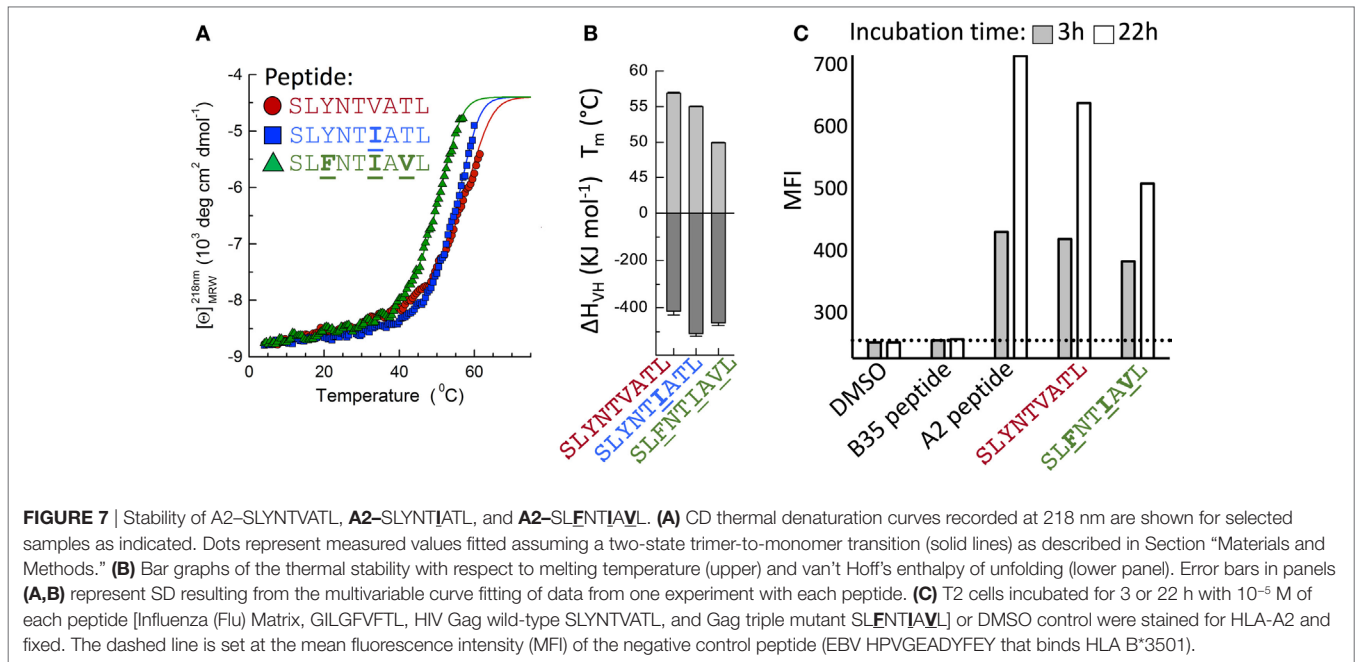 A
Peptide:
SLYNTVATL
SLYNTIATL
SLFNTIAVL
[Θ]MRW 218nm (10³ deg cm² dmol⁻¹)
-4
-5
-6
-7
-8
-9
0 20 40 60
Temperature (⁰C)
B
ΔHVH (KJ mol⁻¹) Tm (°C)
60
55
50
45
0
-200
-400
SLYNTVATL
SLYNTIATL
SLFNTIAVL
C
Incubation time: 3h 22h
MFI
700
600
500
400
300
DMSO
B35 peptide
A2 peptide
SLYNTVATL
SLFNTIAVL
FIGURE 7 | Stability of A2–SLYNTVATL, A2–SLYNTIATL, and A2–SLFNTIAVL. (A) CD thermal denaturation curves recorded at 218 nm are shown for selected
samples as indicated. Dots represent measured values fitted assuming a two-state trimer-to-monomer transition (solid lines) as described in Section “Materials and
Methods.” (B) Bar graphs of the thermal stability with respect to melting temperature (upper) and van’t Hoff’s enthalpy of unfolding (lower panel). Error bars in panels
(A,B) represent SD resulting from the multivariable curve fitting of data from one experiment with each peptide. (C) T2 cells incubated for 3 or 22 h with 10⁻⁵ M of
each peptide [Influenza (Flu) Matrix, GILGFVFTL, HIV Gag wild-type SLYNTVATL, and Gag triple mutant SLFNTIAVL] or DMSO control were stained for HLA-A2 and
fixed. The dashed line is set at the mean fluorescence intensity (MFI) of the negative control peptide (EBV HPVGEADYFEY that binds HLA B*3501).